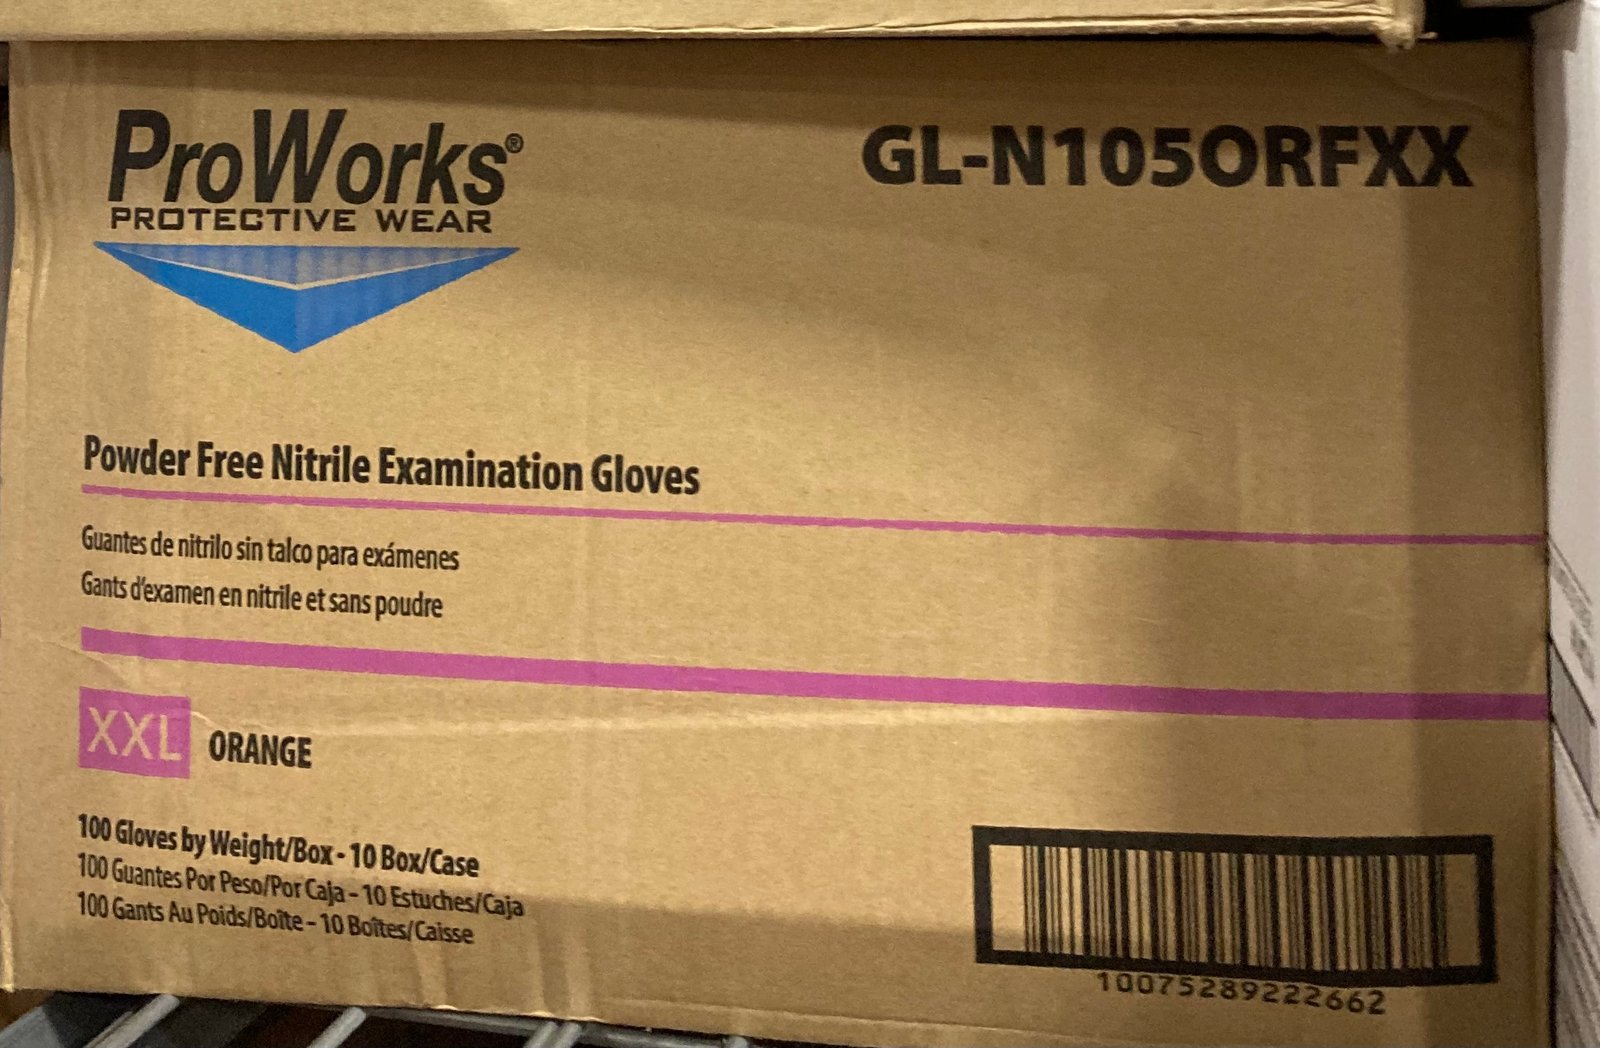 ProWorks®
PROTECTIVE WEAR
GL-N105ORFXX
Powder Free Nitrile Examination Gloves
Guantes de nitrilo sin talco para exámenes
Gants d'examen en nitrile et sans poudre
XXL ORANGE
100 Gloves by Weight/Box - 10 Box/Case
100 Guantes Por Peso/Por Caja - 10 Estuches/Caja
100 Gants Au Poids/Boîte - 10 Boîtes/Caisse
10075289222662